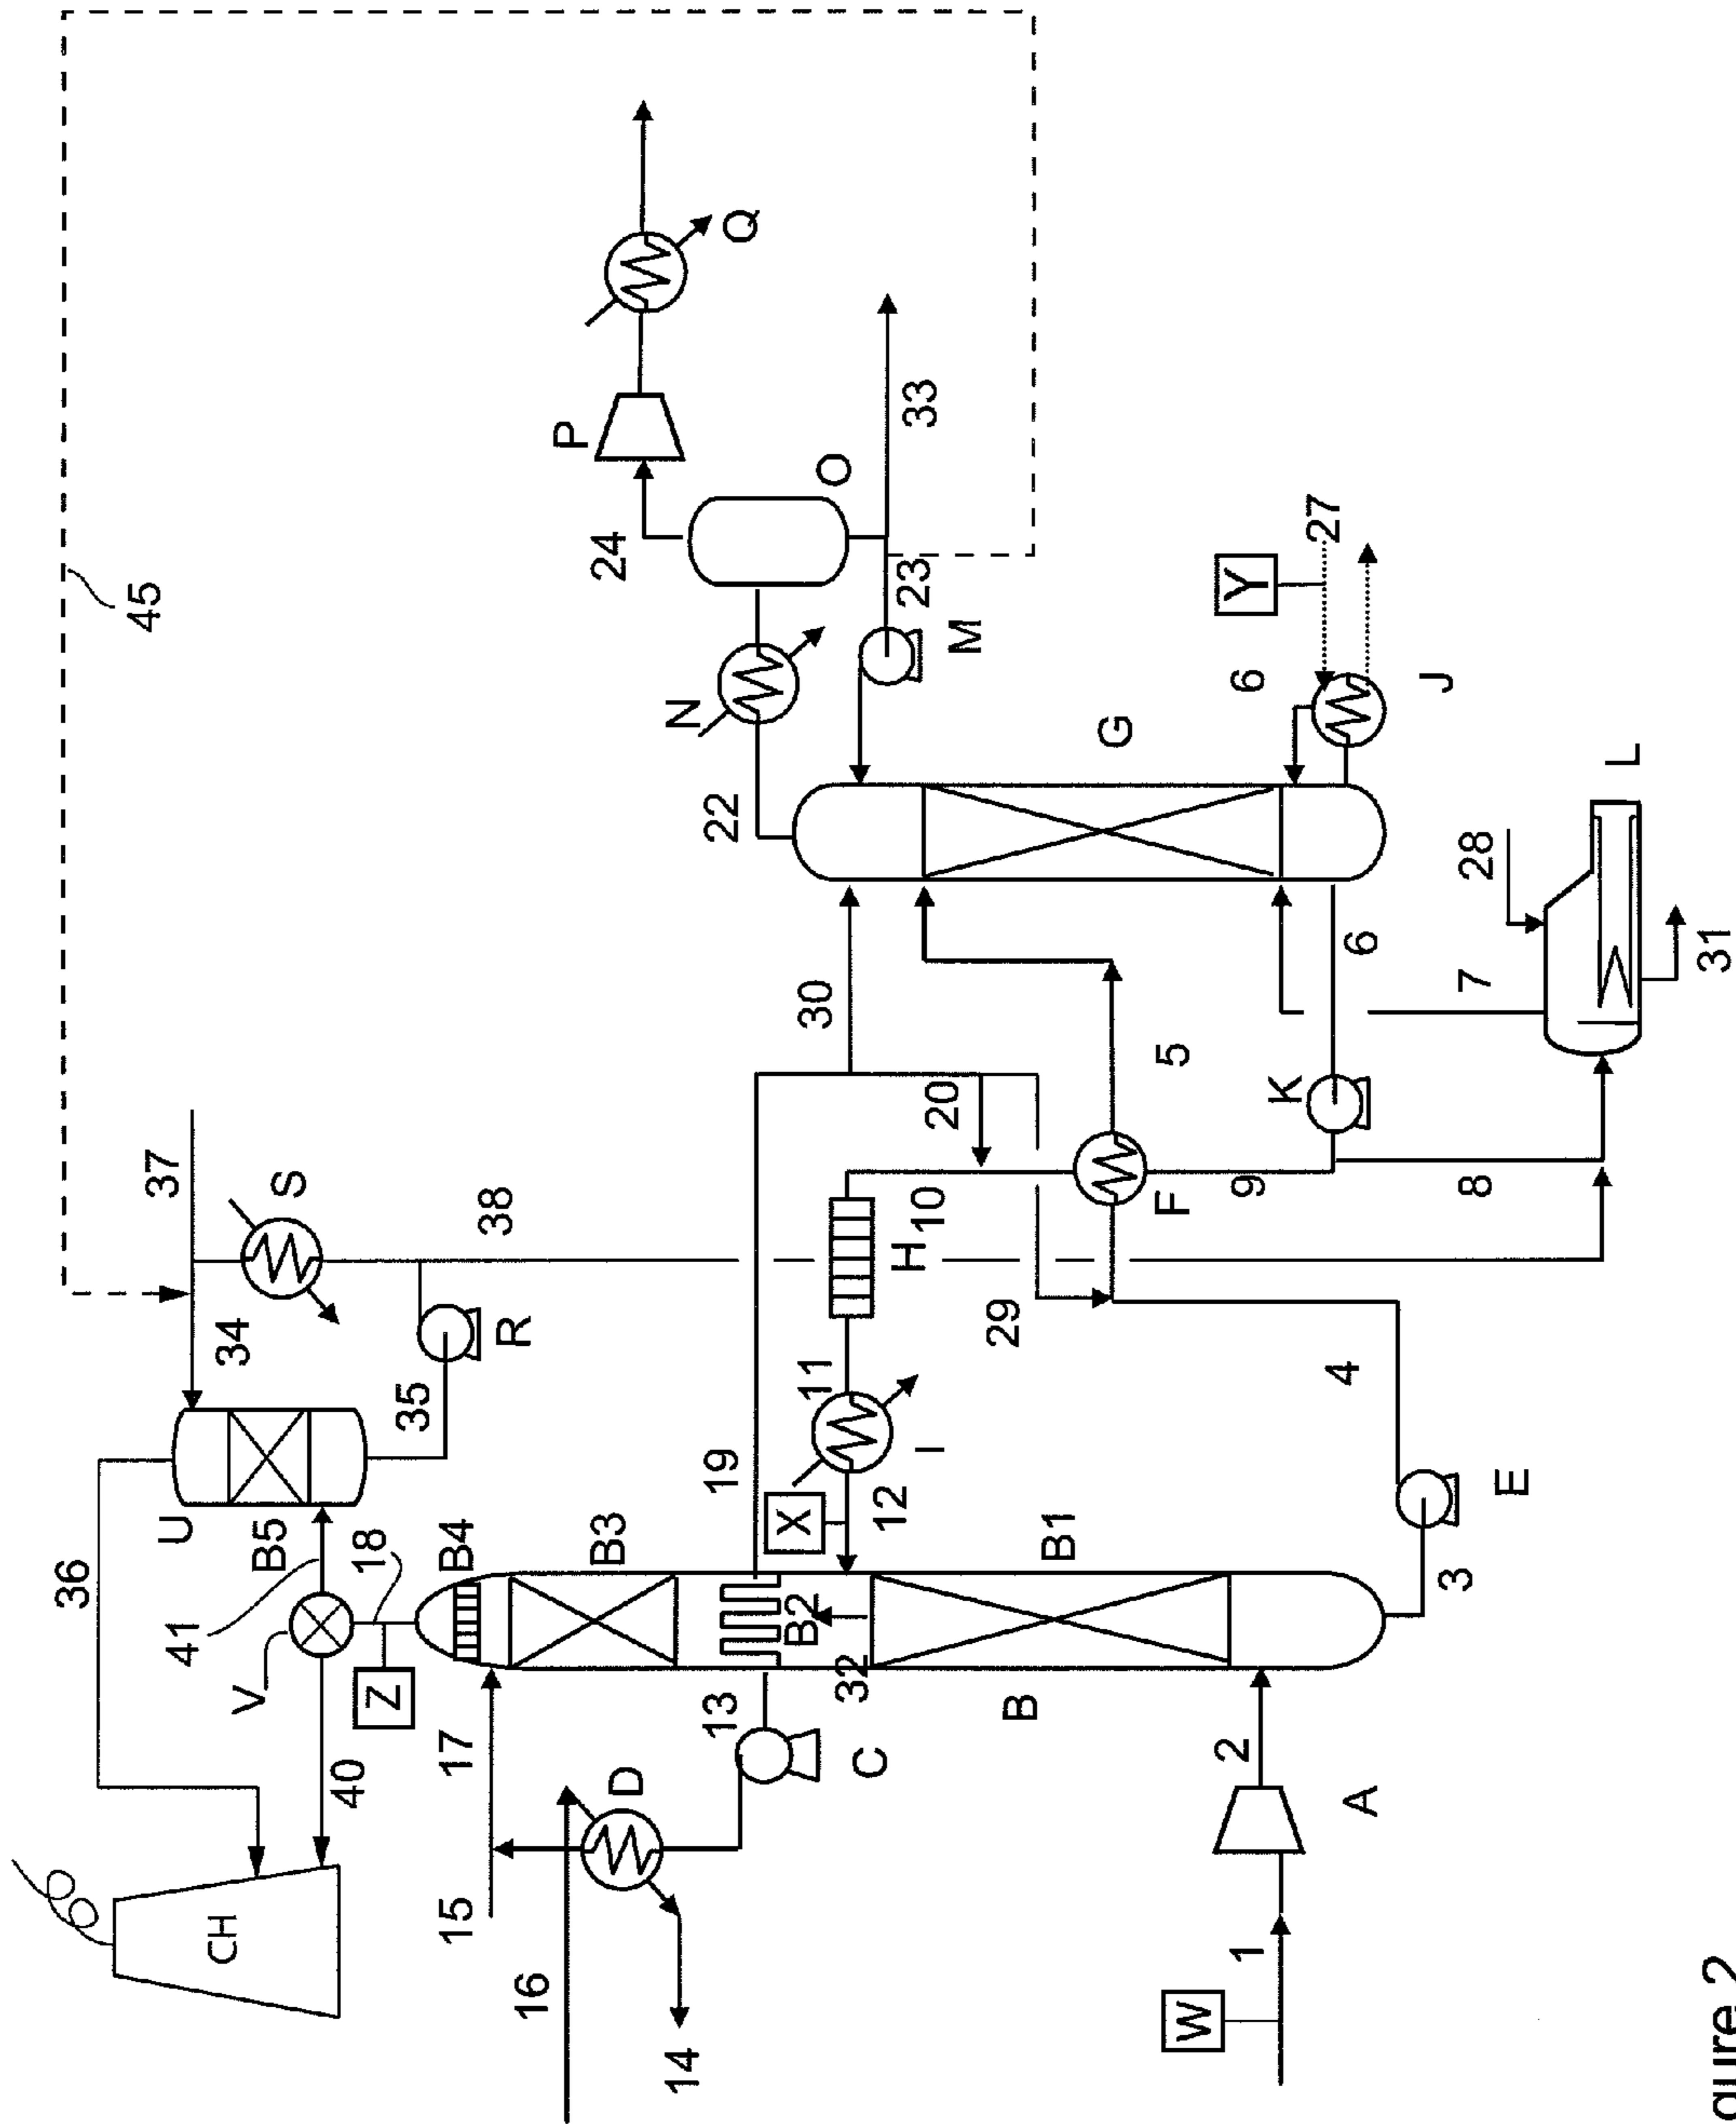 45
37
S
34
38
R
35
36
U
B5
41
18
V
Z
B4
B3
17
40
CH
15
16
D
14
13
C
32
B2
19
X
12
I
11
H
10
20
30
22
N
24
O
P
Q
33
23
M
G
6
Y
27
J
5
F
9
K
6
7
28
L
31
8
29
4
E
3
B1
B
2
A
1
W
gure 2